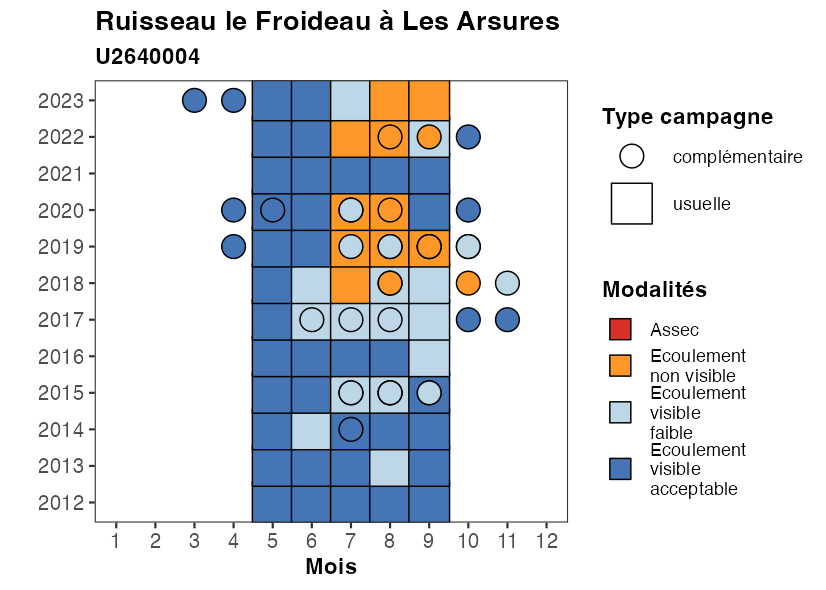 Ruisseau le Froideau à Les Arsures
U2640004
2023
2022
2021
2020
2019
2018
2017
2016
2015
2014
2013
2012
1 2 3 4 5 6 7 8 9 10 11 12
Mois
Type campagne
complémentaire
usuelle
Modalités
Assec
Ecoulement
non visible
Ecoulement
visible
faible
Ecoulement
visible
acceptable